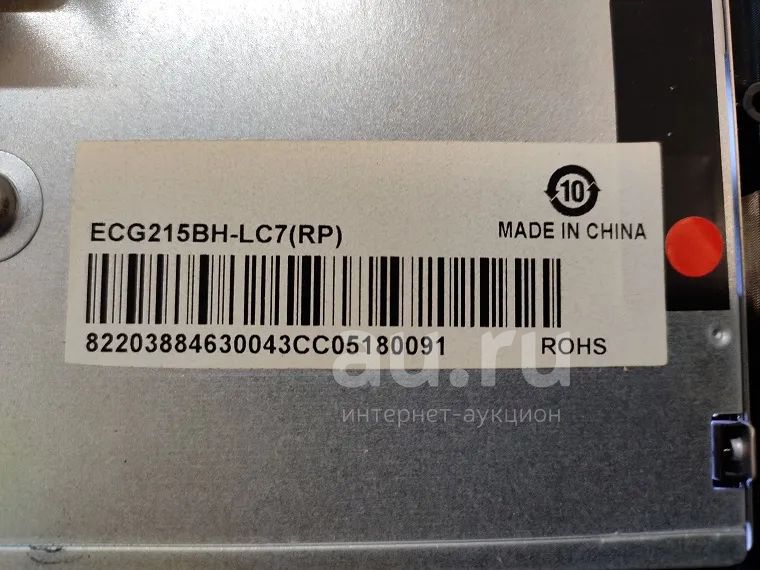 10
ECG215BH-LC7(RP)
MADE IN CHINA
82203884630043CC05180091
ROHS
au.ru
интернет-аукцион